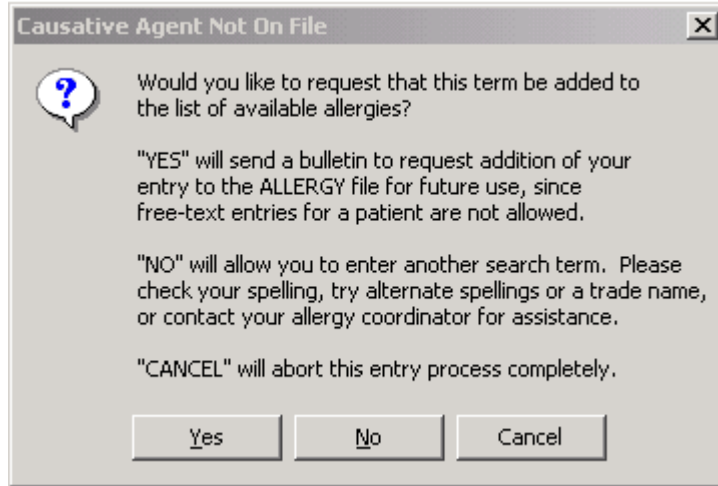 Causative Agent Not On File
Would you like to request that this term be added to
the list of available allergies?
"YES" will send a bulletin to request addition of your
entry to the ALLERGY file for future use, since
free-text entries for a patient are not allowed.
"NO" will allow you to enter another search term.  Please
check your spelling, try alternate spellings or a trade name,
or contact your allergy coordinator for assistance.
"CANCEL" will abort this entry process completely.
Yes No Cancel